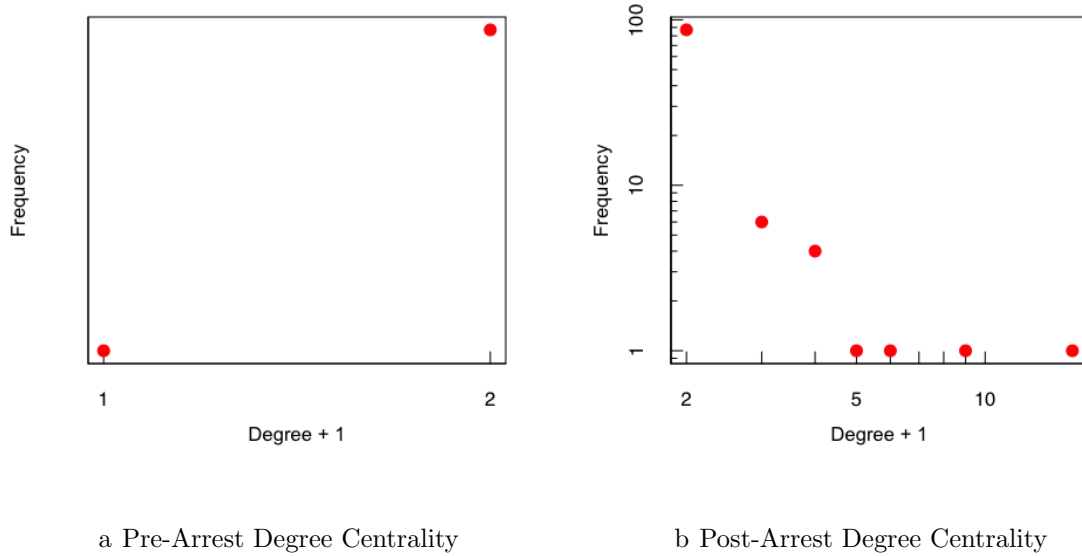 Frequency
1 2
Degree + 1
100
10
1
Frequency
2 5 10
Degree + 1
a Pre-Arrest Degree Centrality
b Post-Arrest Degree Centrality